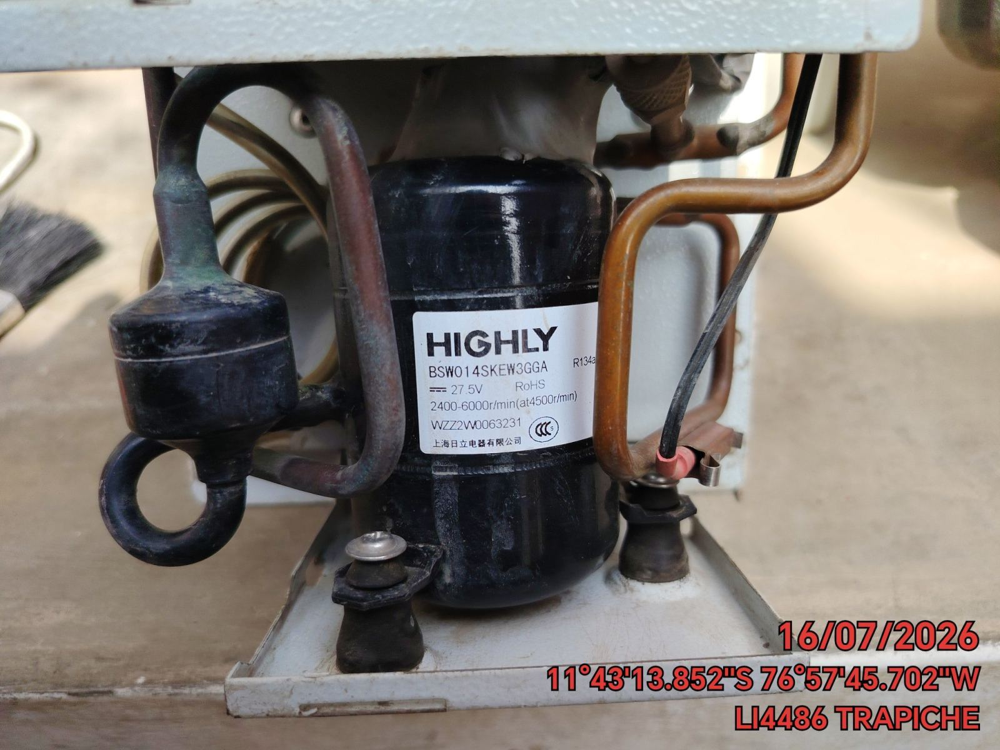 HIGHLY
BSW014SKEW3GGA R134a
27.5V RoHS
2400-6000r/min(at4500r/min)
WZZ2W0063231
CCC S
上海日立电器有限公司
16/07/2026
11°43'13.852"S 76°57'45.702"W
LI4486 TRAPICHE